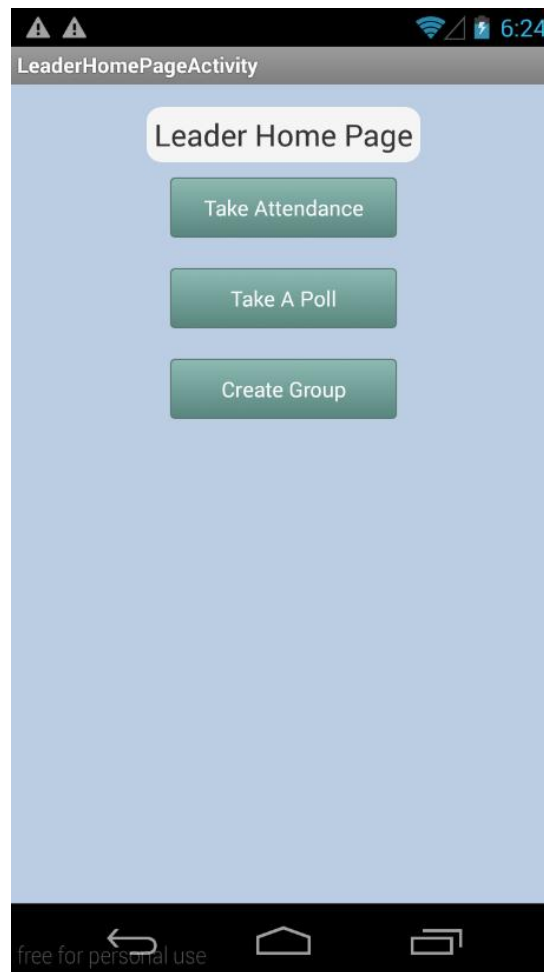 6:24
LeaderHomePageActivity
Leader Home Page
Take Attendance
Take A Poll
Create Group
free for personal use